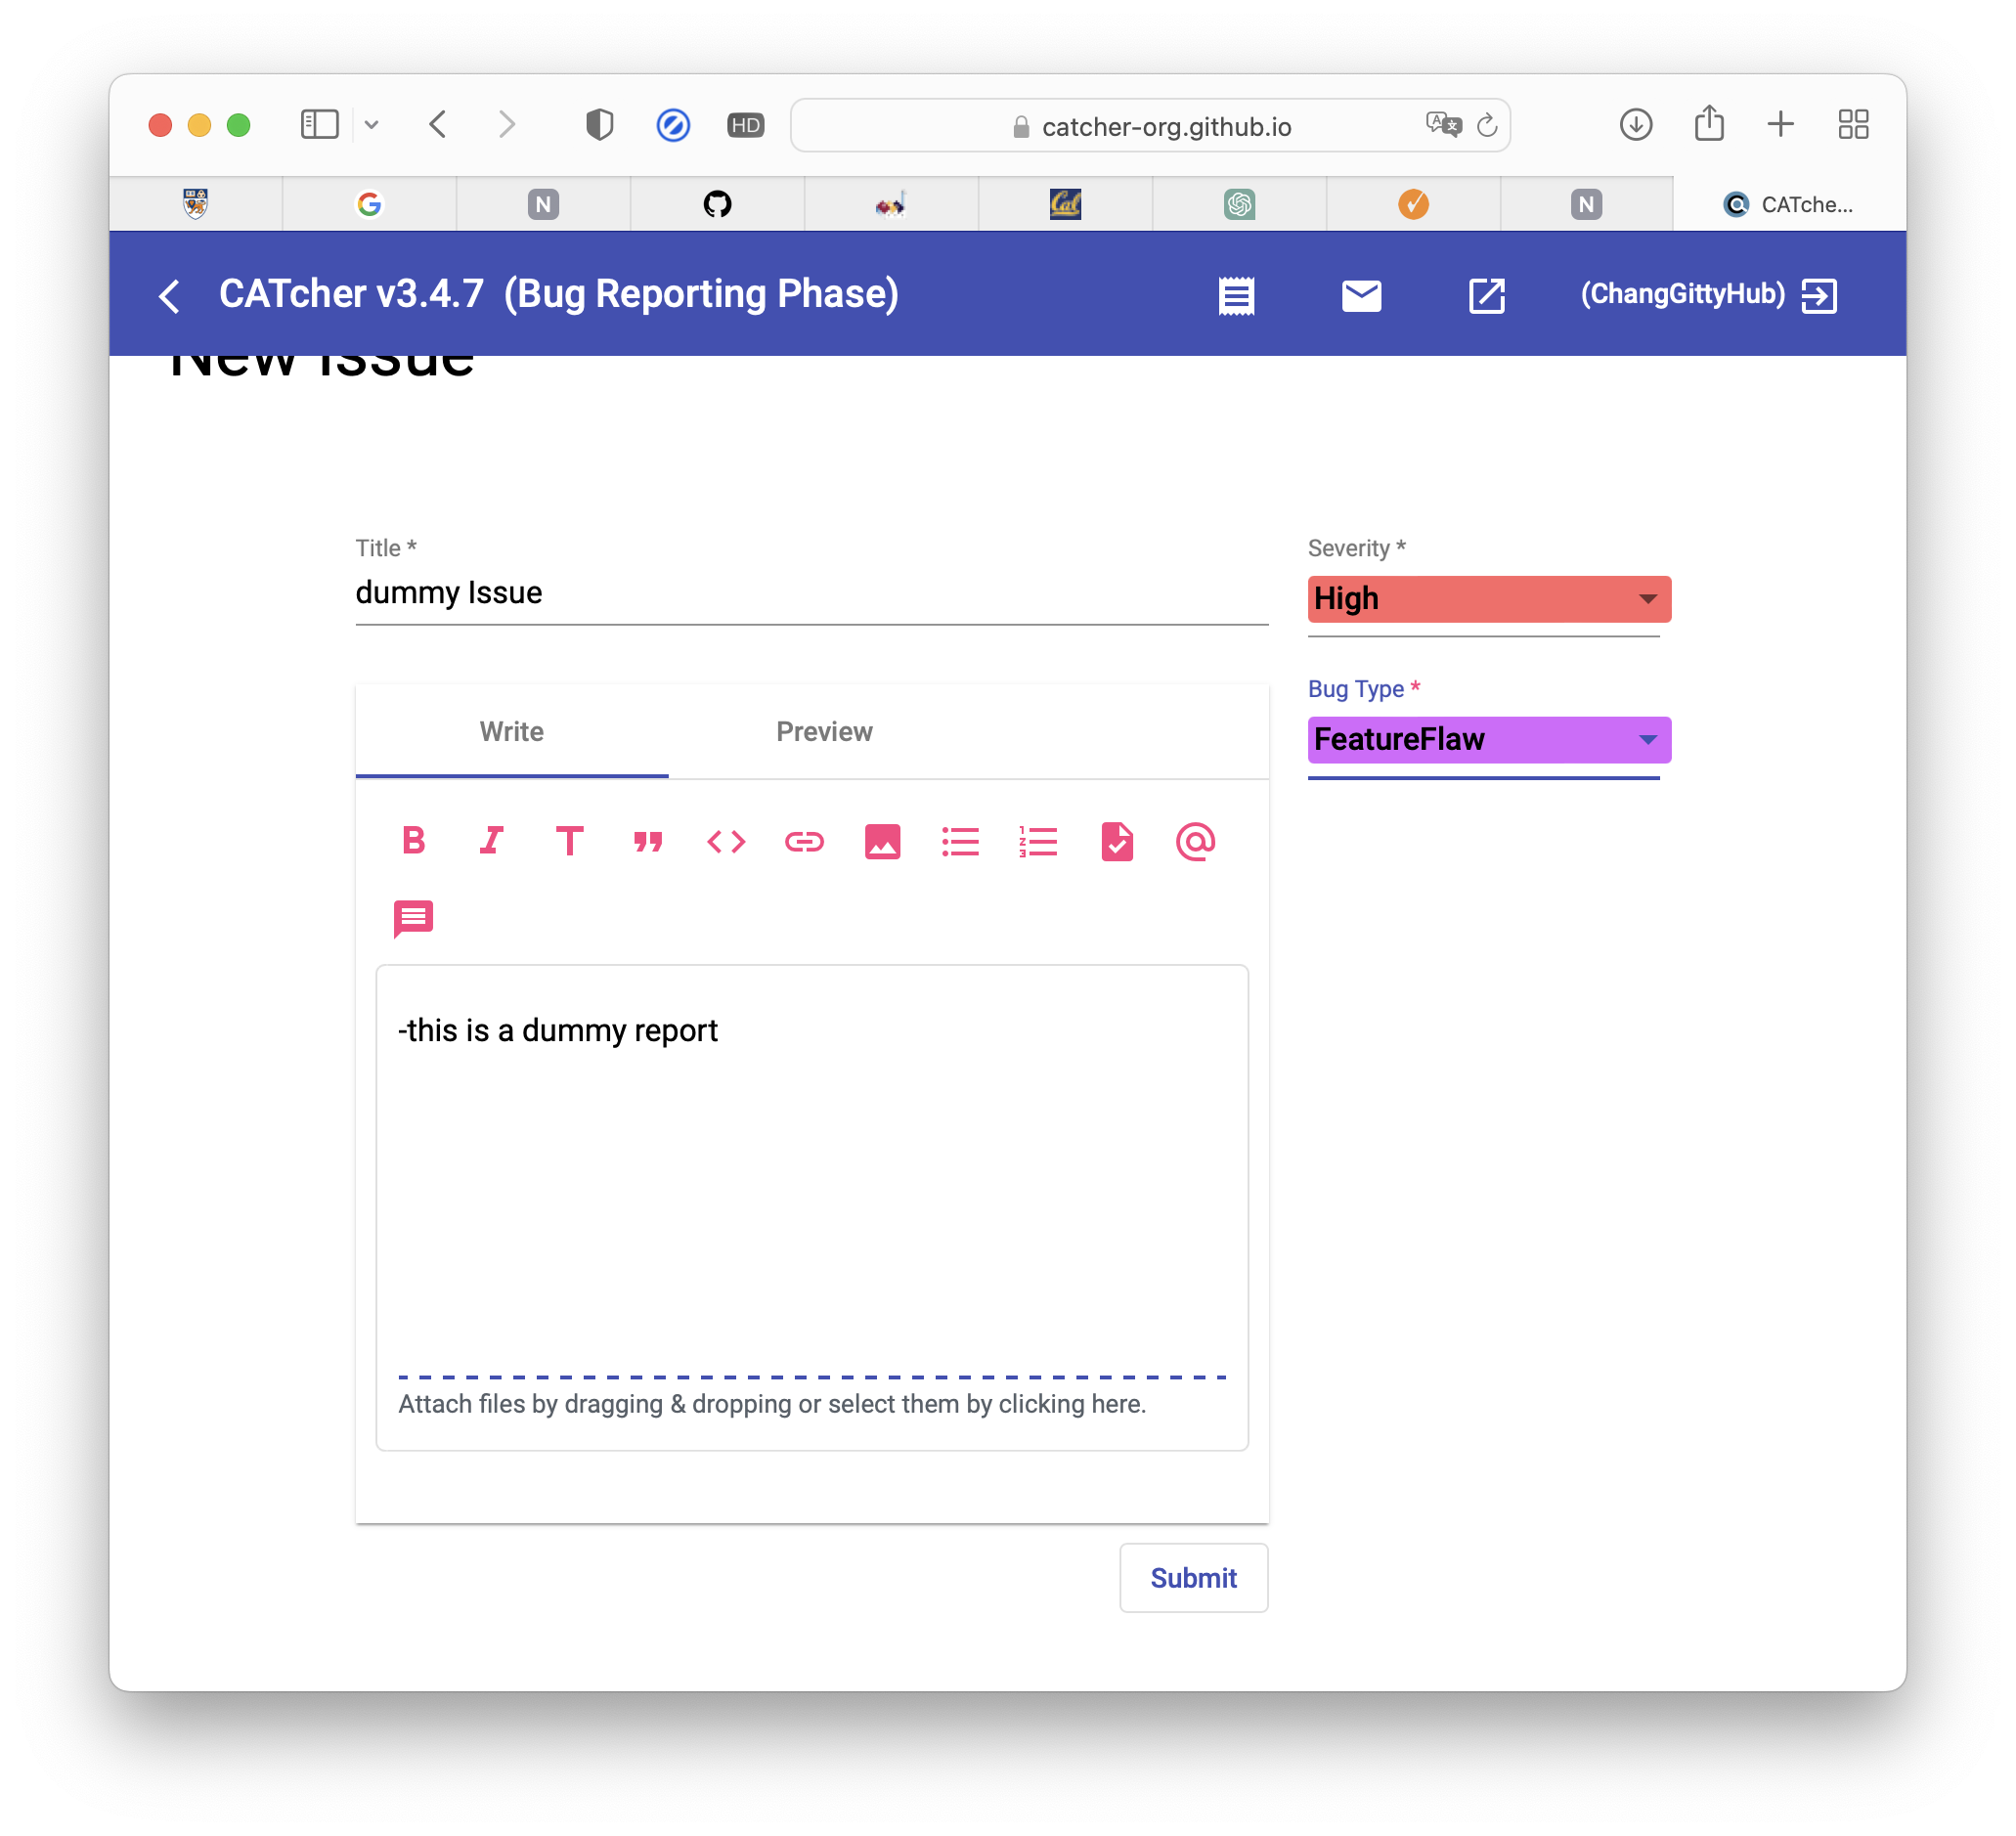 HD
catcher-org.github.io
G
N
Cal
N
CATche...
CATcher v3.4.7 (Bug Reporting Phase)
(ChangGittyHub)
New Issue
Title *
dummy Issue
Severity *
High
Bug Type *
FeatureFlaw
Write
Preview
-this is a dummy report
Attach files by dragging & dropping or select them by clicking here.
Submit